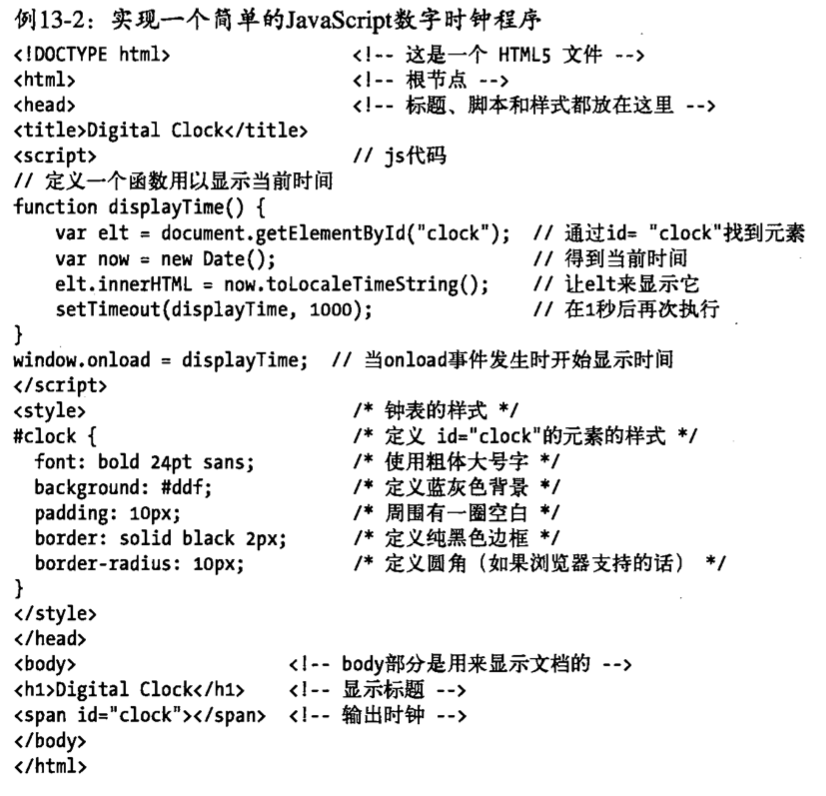 例13-2：实现一个简单的JavaScript数字时钟程序
<!DOCTYPE html>                 <!-- 这是一个 HTML5 文件 -->
<html>                          <!-- 根节点 -->
<head>                          <!-- 标题、脚本和样式都放在这里 -->
<title>Digital Clock</title>
<script>                        // js代码
// 定义一个函数用以显示当前时间
function displayTime() {
    var elt = document.getElementById("clock");  // 通过id= "clock"找到元素
    var now = new Date();                        // 得到当前时间
    elt.innerHTML = now.toLocaleTimeString();    // 让elt来显示它
    setTimeout(displayTime, 1000);               // 在1秒后再次执行
}
window.onload = displayTime;  // 当onload事件发生时开始显示时间
</script>
<style>                         /* 钟表的样式 */
#clock {                        /* 定义 id="clock"的元素的样式 */
  font: bold 24pt sans;         /* 使用粗体大号字 */
  background: #ddf;             /* 定义蓝灰色背景 */
  padding: 10px;                /* 周围有一圈空白 */
  border: solid black 2px;      /* 定义纯黑色边框 */
  border-radius: 10px;          /* 定义圆角（如果浏览器支持的话） */
}
</style>
</head>
<body>                    <!-- body部分是用来显示文档的 -->
<h1>Digital Clock</h1>    <!-- 显示标题 -->
<span id="clock"></span>  <!-- 输出时钟 -->
</body>
</html>